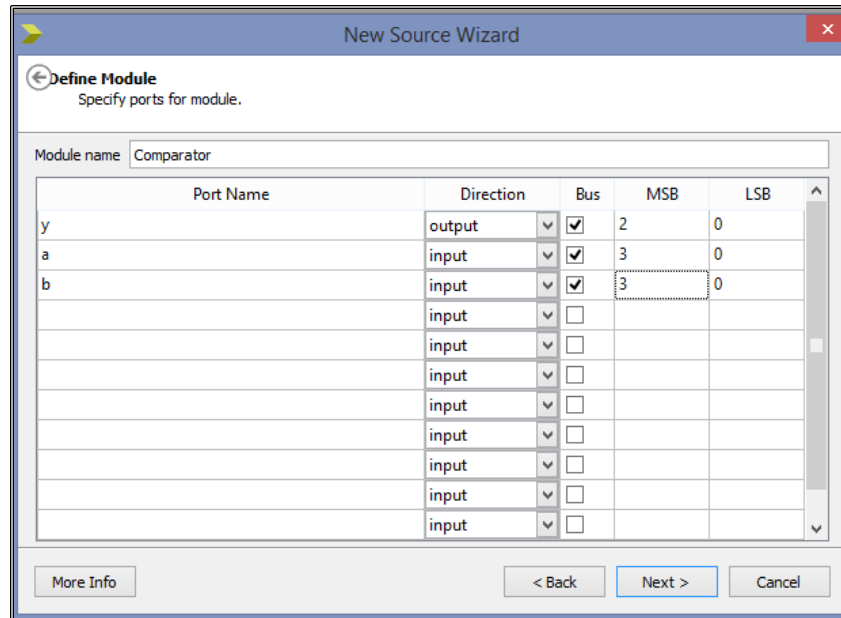 New Source Wizard
Define Module
Specify ports for module.
Module name Comparator
Port Name Direction Bus MSB LSB
y output 2 0
a input 3 0
b input 3 0
input
input
input
input
input
input
input
input
More Info < Back Next > Cancel